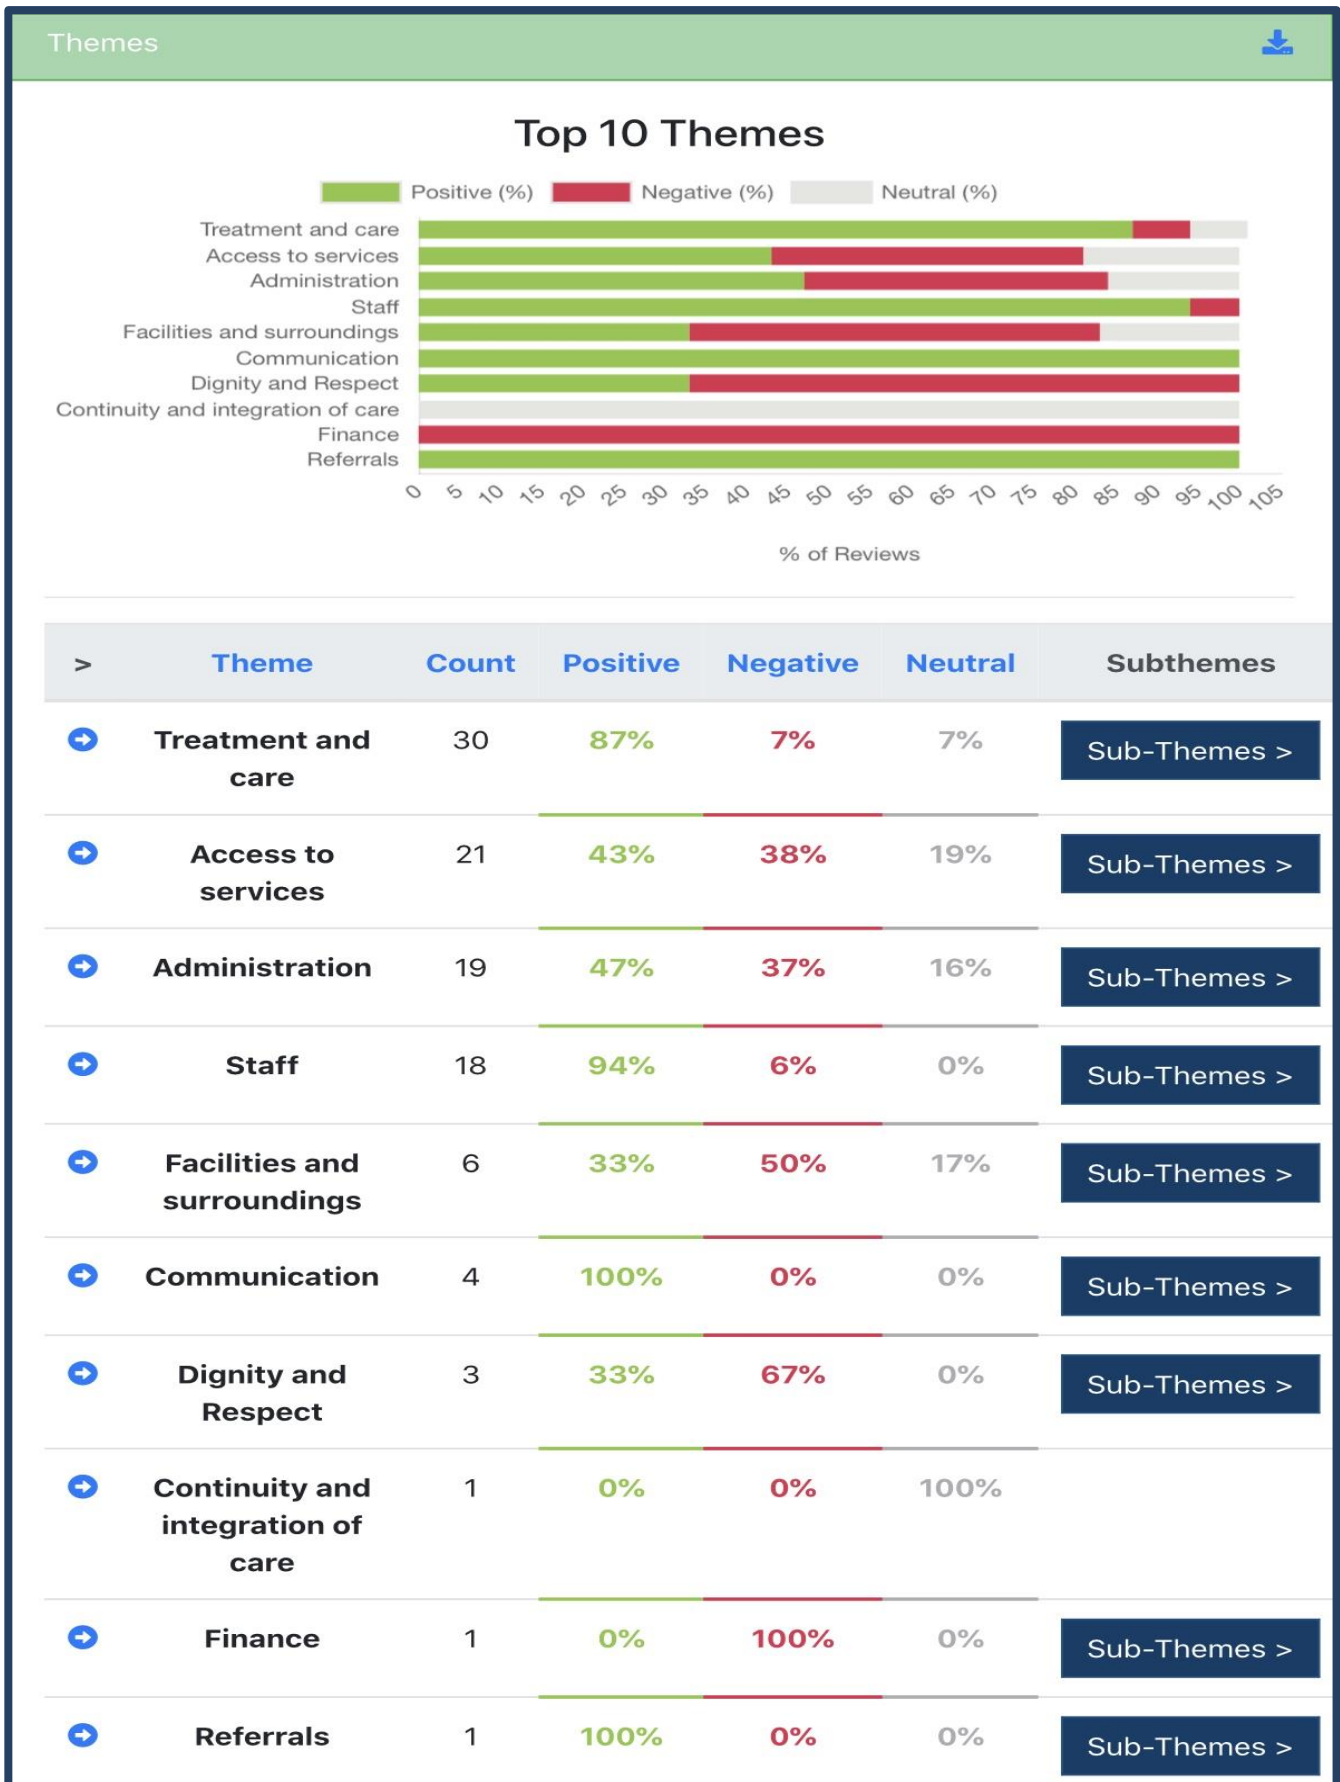 Themes
Top 10 Themes
Positive (%) Negative (%) Neutral (%)
Treatment and care
Access to services
Administration
Staff
Facilities and surroundings
Communication
Dignity and Respect
Continuity and integration of care
Finance
Referrals
0 5 10 15 20 25 30 35 40 45 50 55 60 65 70 75 80 85 90 95 100 105
% of Reviews
> Theme Count Positive Negative Neutral Subthemes
Treatment and 30 87% 7% 7% Sub-Themes >
care
Access to 21 43% 38% 19% Sub-Themes >
services
Administration 19 47% 37% 16% Sub-Themes >
Staff 18 94% 6% 0% Sub-Themes >
Facilities and 6 33% 50% 17% Sub-Themes >
surroundings
Communication 4 100% 0% 0% Sub-Themes >
Dignity and 3 33% 67% 0% Sub-Themes >
Respect
Continuity and 1 0% 0% 100%
integration of
care
Finance 1 0% 100% 0% Sub-Themes >
Referrals 1 100% 0% 0% Sub-Themes >